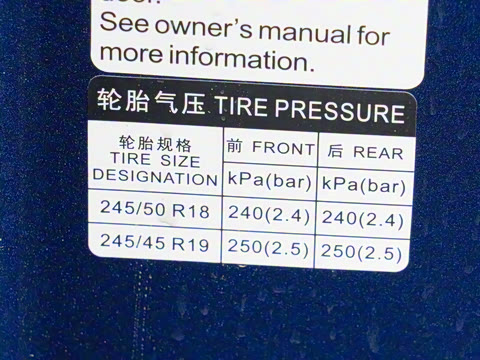 See owner's manual for
more information.
轮胎气压 TIRE PRESSURE
轮胎规格
TIRE SIZE
DESIGNATION
前 FRONT 后 REAR
kPa(bar) kPa(bar)
245/50 R18 240(2.4) 240(2.4)
245/45 R19 250(2.5) 250(2.5)